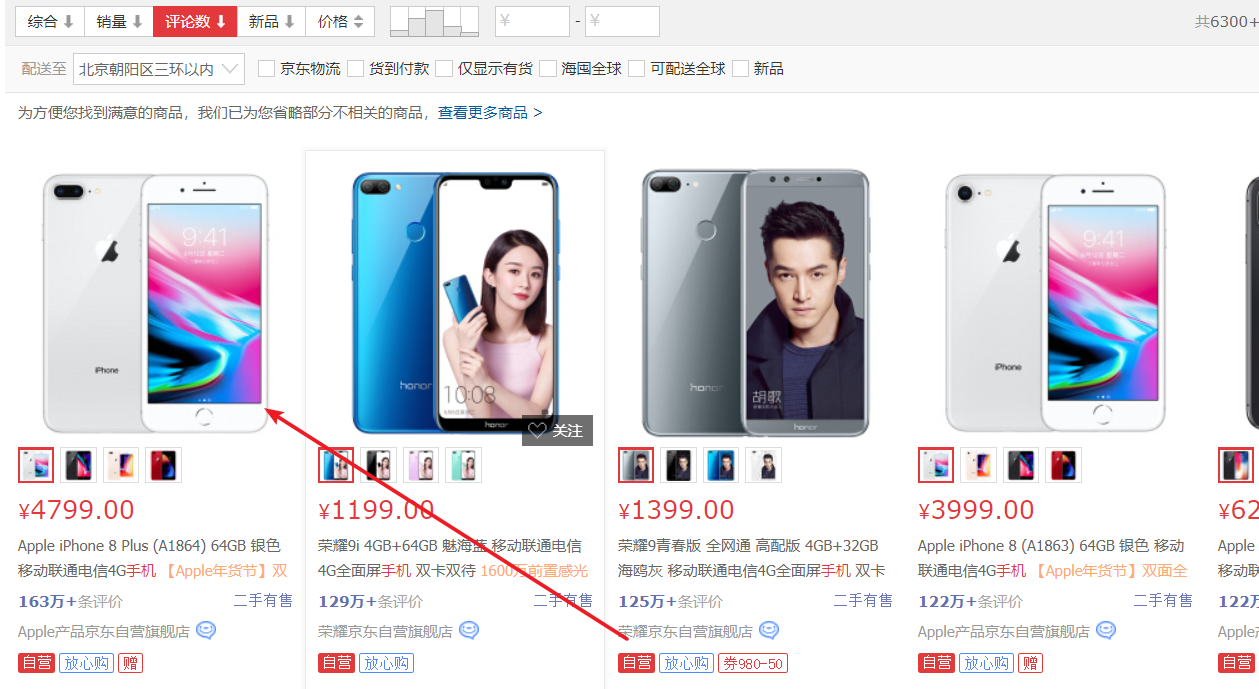 综合 销量 评论数 新品 价格 ¥ - ¥ 共6300+
配送至 北京朝阳区三环以内 京东物流 货到付款 仅显示有货 海囤全球 可配送全球 新品
为方便您找到满意的商品，我们已为您省略部分不相关的商品，查看更多商品 >
9:41
iPhone
honor
10:08
honor
关注
honor
胡歌
honor
9:41
iPhone
¥4799.00
Apple iPhone 8 Plus (A1864) 64GB 银色
移动联通电信4G手机 【Apple年货节】双
163万+条评价 二手有售
Apple产品京东自营旗舰店
自营 放心购 赠
¥1199.00
荣耀9i 4GB+64GB 魅海蓝 移动联通电信
4G全面屏手机 双卡双待 1600万前置感光
129万+条评价 二手有售
荣耀京东自营旗舰店
自营 放心购
¥1399.00
荣耀9青春版 全网通 高配版 4GB+32GB
海鸥灰 移动联通电信4G全面屏手机 双卡
125万+条评价 二手有售
荣耀京东自营旗舰店
自营 放心购 券980-50
¥3999.00
Apple iPhone 8 (A1863) 64GB 银色 移动
联通电信4G手机 【Apple年货节】双面全
122万+条评价 二手有售
Apple产品京东自营旗舰店
自营 放心购 赠
¥62
Apple
移动联
122万
Apple
自营